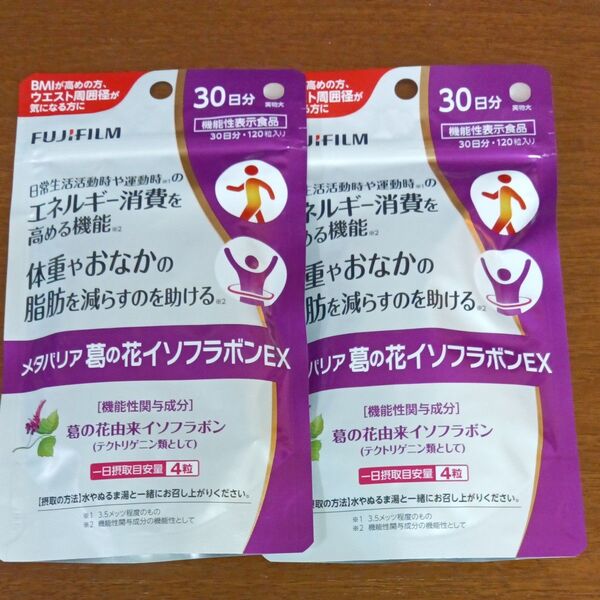 BMIが高めの方、
ウエスト周囲径が
気になる方に
30日分
実物大
FUJIFILM
機能性表示食品
30日分・120粒入り
日常生活活動時や運動時※1の
エネルギー消費を
高める機能※2
体重やおなかの
脂肪を減らすのを助ける※2
メタバリア 葛の花イソフラボンEX
[機能性関与成分]
葛の花由来イソフラボン
(テクトリゲニン類として)
一日摂取目安量 4粒
【摂取の方法】水やぬるま湯と一緒にお召し上がりください。
※1 3.5メッツ程度のもの
※2 機能性関与成分の機能性として
が高めの方、
スト周囲径が
る方に
30日分
実物大
FILM
機能性表示食品
30日分・120粒入り
活活動時や運動時※1の
ネルギー消費を
める機能※2
重やおなかの
肪を減らすのを助ける※2
バリア 葛の花イソフラボンEX
[機能性関与成分]
葛の花由来イソフラボン
(テクトリゲニン類として)
一日摂取目安量 4粒
の方法】水やぬるま湯と一緒にお召し上がりください。
※1 3.5メッツ程度のもの
※2 機能性関与成分の機能性として